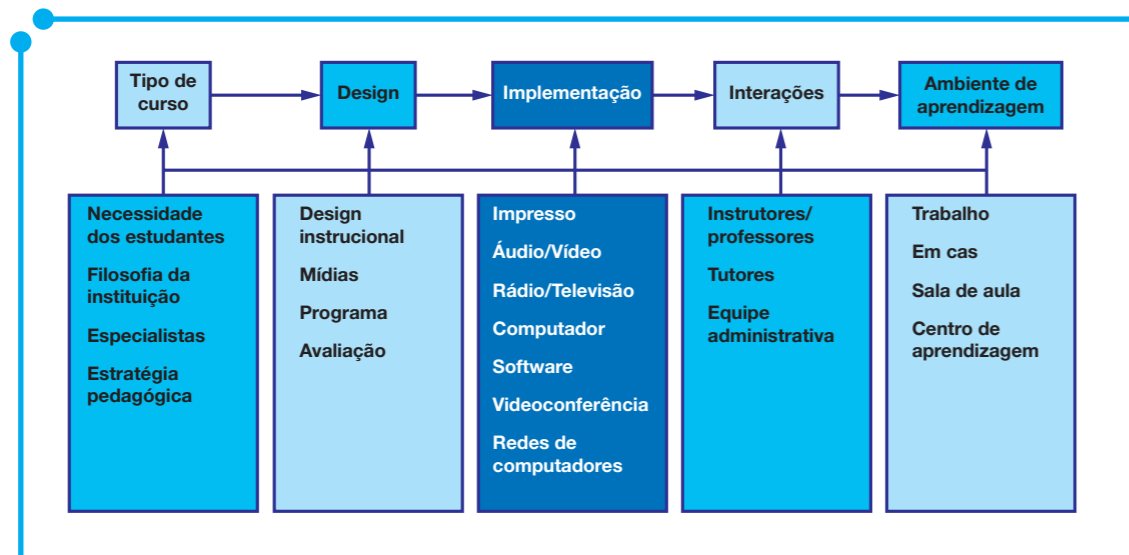 Tipo de
curso
Design
Implementação
Interações
Ambiente de
aprendizagem
Necessidade
dos estudantes
Filosofia da
instituição
Especialistas
Estratégia
pedagógica
Design
instrucional
Mídias
Programa
Avaliação
Impresso
Áudio/Vídeo
Rádio/Televisão
Computador
Software
Videoconferência
Redes de
computadores
Instrutores/
professores
Tutores
Equipe
administrativa
Trabalho
Em cas
Sala de aula
Centro de
aprendizagem